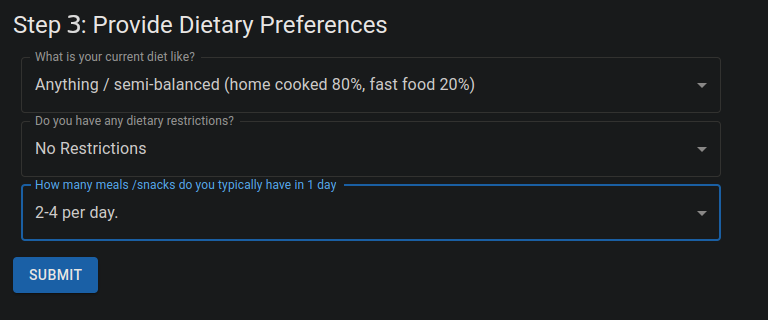 Step 3: Provide Dietary Preferences
What is your current diet like?
Anything / semi-balanced (home cooked 80%, fast food 20%)
Do you have any dietary restrictions?
No Restrictions
How many meals /snacks do you typically have in 1 day
2-4 per day.
SUBMIT